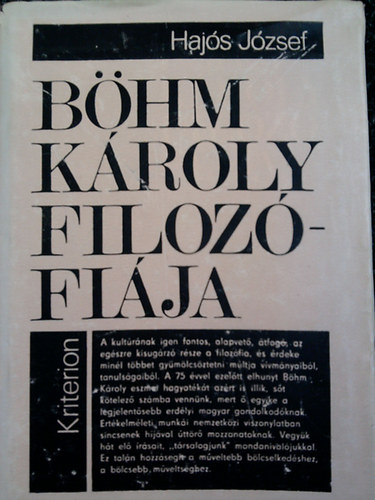 Hajós József
BÖHM
KÁROLY
FILOZÓ-
FIÁJA
Kriterion
A kultúrának igen fontos, alapvető, átfogó, az
egészre kisugárzó része a filozófia, és érdeke
minél többet gyümölcsöztetni múltja vívmányaiból,
tanulságaiból. A 75 évvel ezelőtt elhunyt Böhm
Károly eszmei hagyatékát azért is illik, sőt
kötelező számba vennünk, mert ő egyike a
legjelentősebb erdélyi magyar gondolkodóknak.
Értékelméleti munkái nemzetközi viszonylatban
sincsenek híjával úttörő mozzanatoknak. Vegyük
hát elő írásait, „társalogjunk" mondanivalójukkal.
Ez talán hozzásegít a műveltebb bölcselkedéshez,
a bölcsebb műveltséghez.